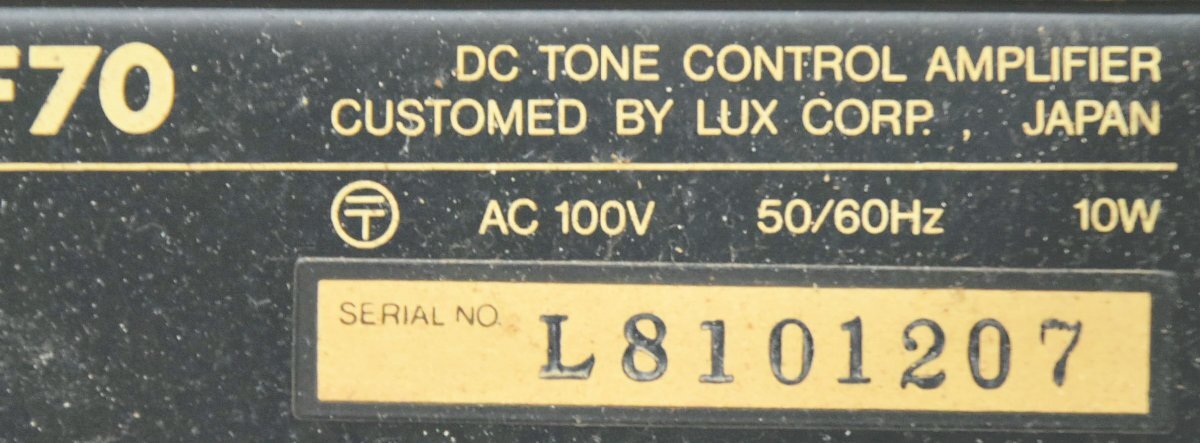 F70
DC TONE CONTROL AMPLIFIER
CUSTOMED BY LUX CORP. , JAPAN
〒 AC 100V 50/60Hz 10W
SERIAL NO. L8101207